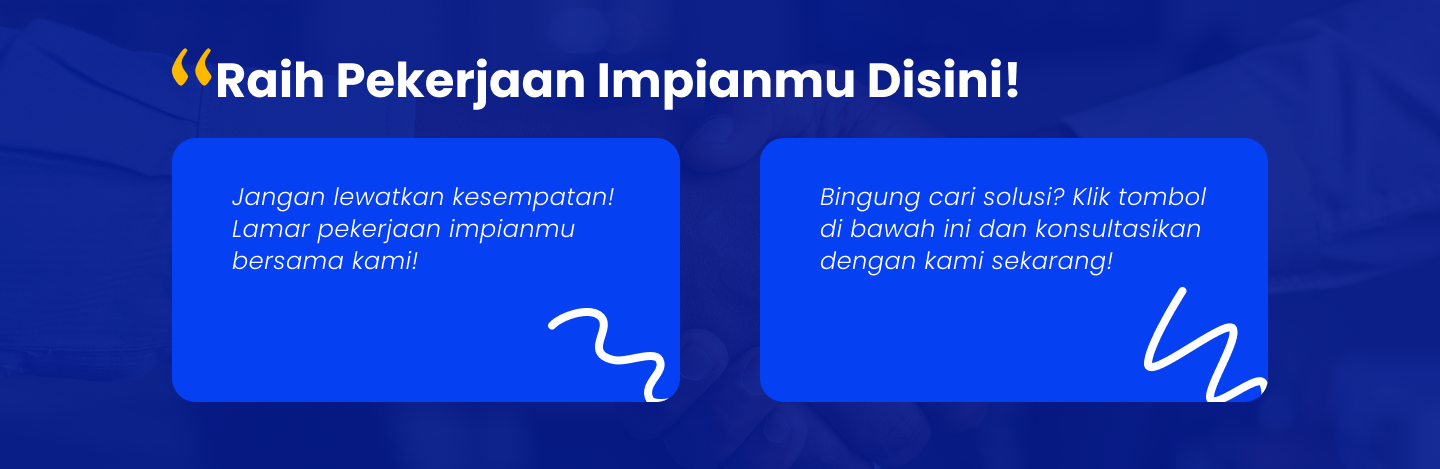 “Raih Pekerjaan Impianmu Disini!
Jangan lewatkan kesempatan!
Lamar pekerjaan impianmu
bersama kami!
Bingung cari solusi? Klik tombol
di bawah ini dan konsultasikan
dengan kami sekarang!